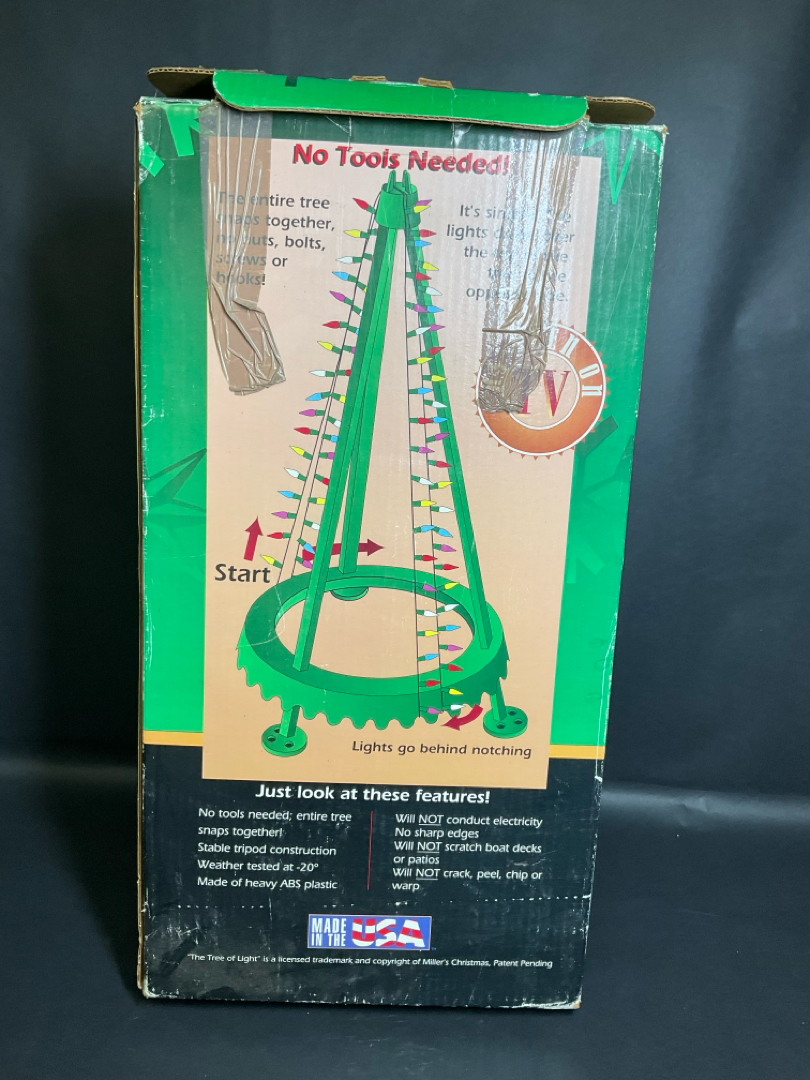 No Tools Needed!
The entire tree
snaps together,
no nuts, bolts,
screws or
hooks!
It's
lights
the
opp
ON
TV
Start
Lights go behind notching
Just look at these features!
No tools needed; entire tree
snaps together!
Stable tripod construction
Weather tested at -20°
Made of heavy ABS plastic
Will NOT conduct electricity
No sharp edges
Will NOT scratch boat decks
or patios
Will NOT crack, peel, chip or
warp
MADE
IN THE
USA
"The Tree of Light" is a licensed trademark and copyright of Miller's Christmas, Patent Pending